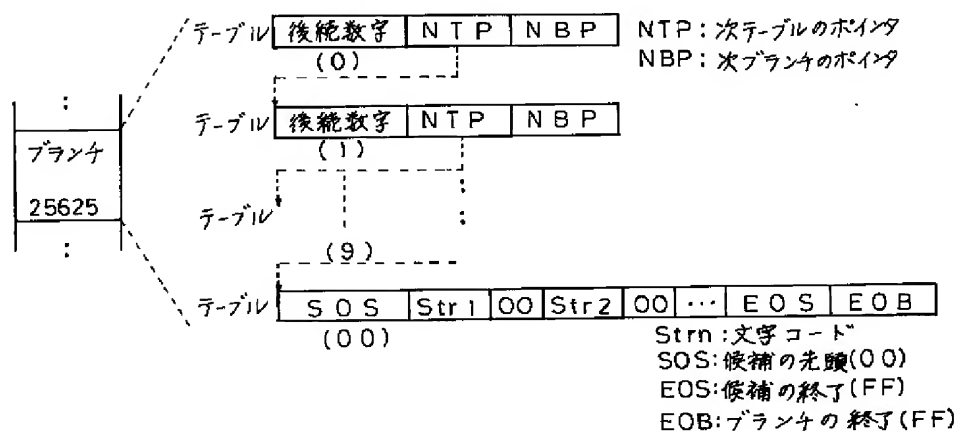 テーブル 後続数字 NTP NBP NTP:次テーブルのポインタ
(0) NBP:次ブランチのポインタ
:
テーブル 後続数字 NTP NBP
ブランチ (1)
25625 テーブル :
: (9)
テーブル SOS Str1 00 Str2 00 … EOS EOB
(00) Strn:文字コード
SOS:候補の先頭(00)
EOS:候補の終了(FF)
EOB:ブランチの終了(FF)